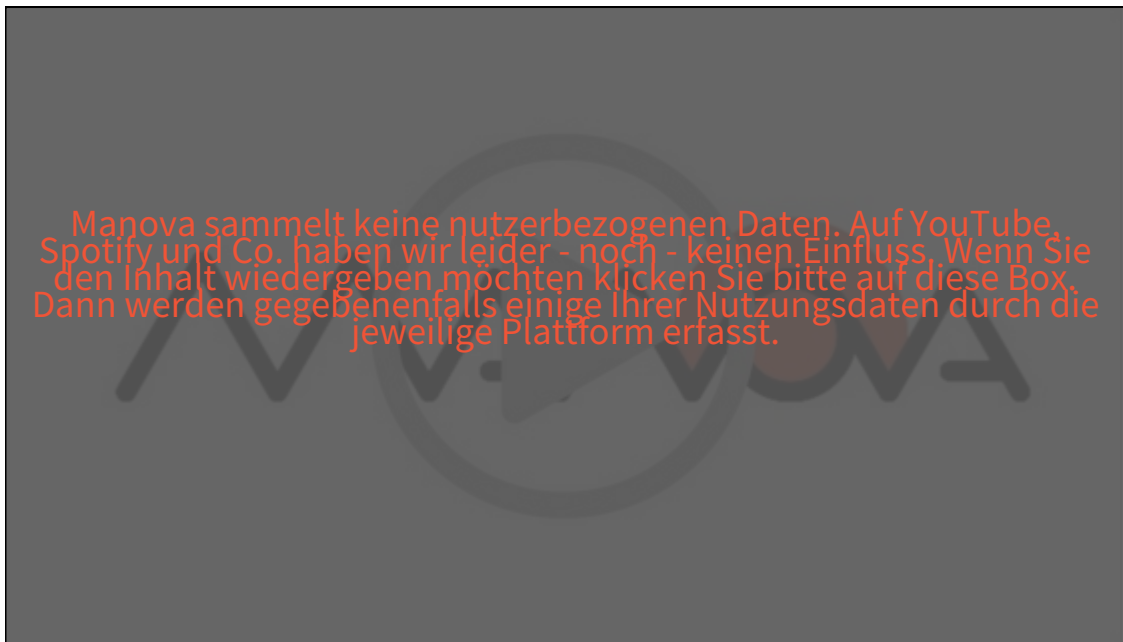 Manova sammelt keine nutzerbezogenen Daten. Auf YouTube,
Spotify und Co. haben wir leider - noch - keinen Einfluss. Wenn Sie
den Inhalt wiedergeben möchten klicken Sie bitte auf diese Box.
Dann werden gegebenenfalls einige Ihrer Nutzungsdaten durch die
jeweilige Plattform erfasst.
MANOVA